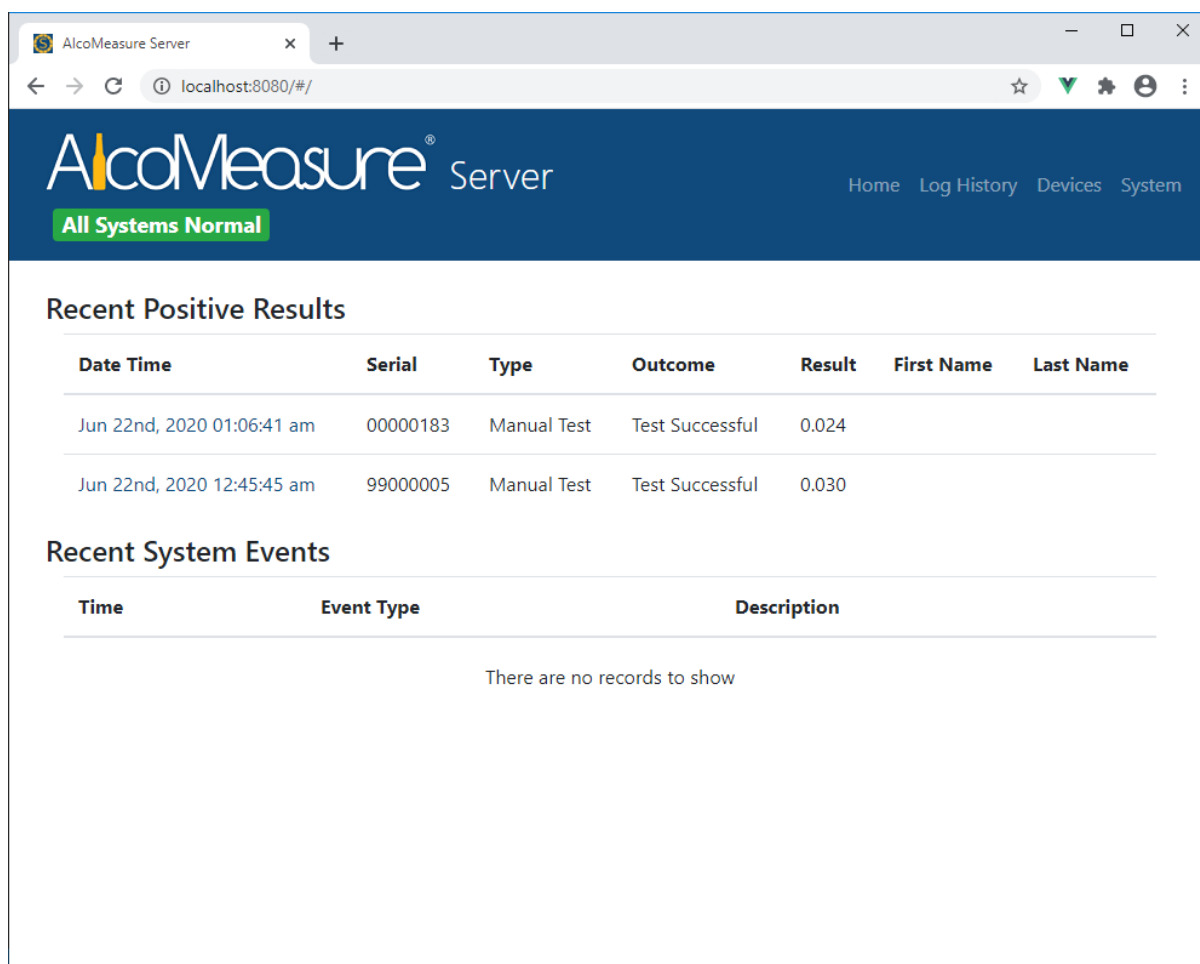 AlcoMeasure Server
localhost:8080/#/
AlcoMeasure® Server
Home Log History Devices System
All Systems Normal
Recent Positive Results
Date Time Serial Type Outcome Result First Name Last Name
Jun 22nd, 2020 01:06:41 am 00000183 Manual Test Test Successful 0.024
Jun 22nd, 2020 12:45:45 am 99000005 Manual Test Test Successful 0.030
Recent System Events
Time Event Type Description
There are no records to show